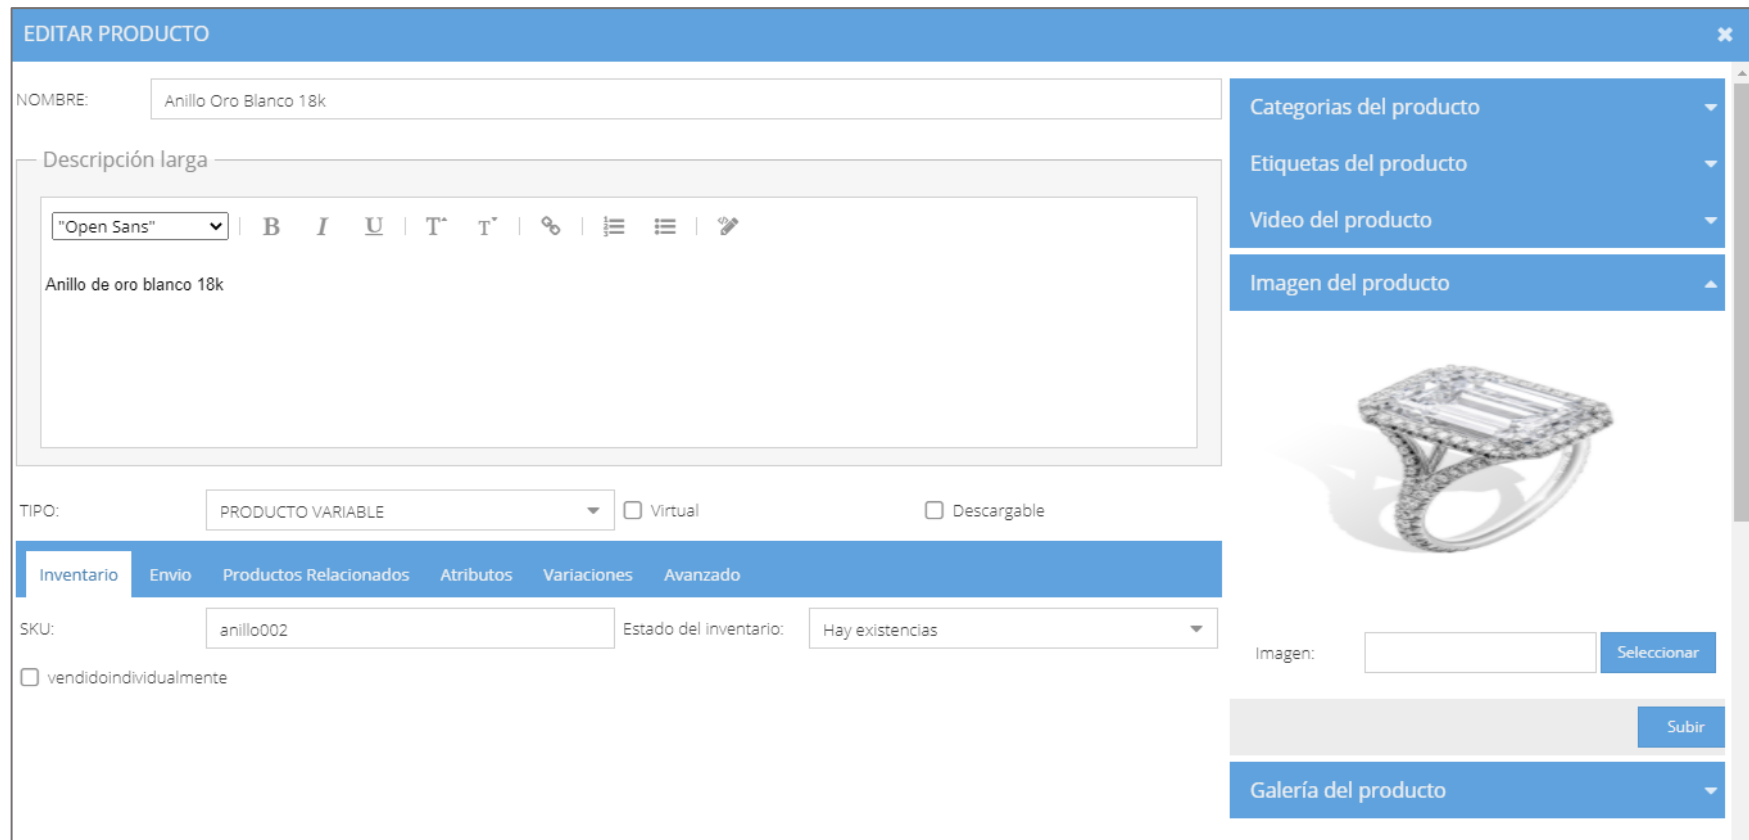 EDITAR PRODUCTO
NOMBRE:
Anillo Oro Blanco 18k
Descripción larga
"Open Sans"
B I U T T
Anillo de oro blanco 18k
TIPO:
PRODUCTO VARIABLE
Virtual
Descargable
Inventario Envio Productos Relacionados Atributos Variaciones Avanzado
SKU:
anillo002
Estado del inventario:
Hay existencias
vendidoindividualmente
Categorias del producto
Etiquetas del producto
Video del producto
Imagen del producto
Imagen:
Seleccionar
Subir
Galería del producto